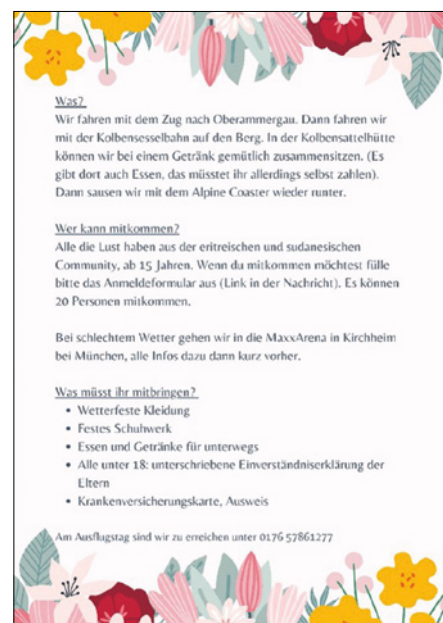 Was?
Wir fahren mit dem Zug nach Oberammergau. Dann fahren wir
mit der Kolbensesselbahn auf den Berg. In der Kolbensattelhütte
können wir bei einem Getränk gemütlich zusammensitzen. (Es
gibt dort auch Essen, das müsstet ihr allerdings selbst zahlen).
Dann sausen wir mit dem Alpine Coaster wieder runter.
Wer kann mitkommen?
Alle die Lust haben aus der eritreischen und sudanesischen
Community, ab 15 Jahren. Wenn du mitkommen möchtest fülle
bitte das Anmeldeformular aus (Link in der Nachricht). Es können
20 Personen mitkommen.
Bei schlechtem Wetter gehen wir in die MaxxArena in Kirchheim
bei München, alle Infos dazu dann kurz vorher.
Was müsst ihr mitbringen?
• Wetterfeste Kleidung
• Festes Schuhwerk
• Essen und Getränke für unterwegs
• Alle unter 18: unterschriebene Einverständniserklärung der
Eltern
• Krankenversicherungskarte, Ausweis
Am Ausflugstag sind wir zu erreichen unter 0176 57861277